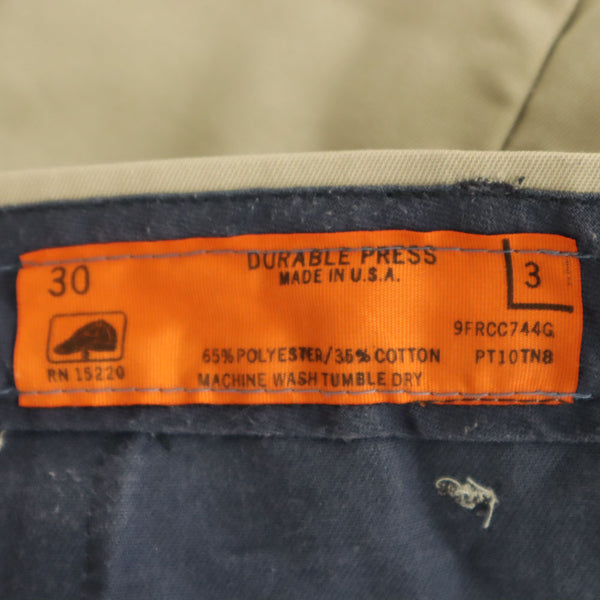 30
DURABLE PRESS
MADE IN U.S.A.
3
9FRCC744G
RN 15220
65% POLYESTER/35% COTTON
PT10TN8
MACHINE WASH TUMBLE DRY